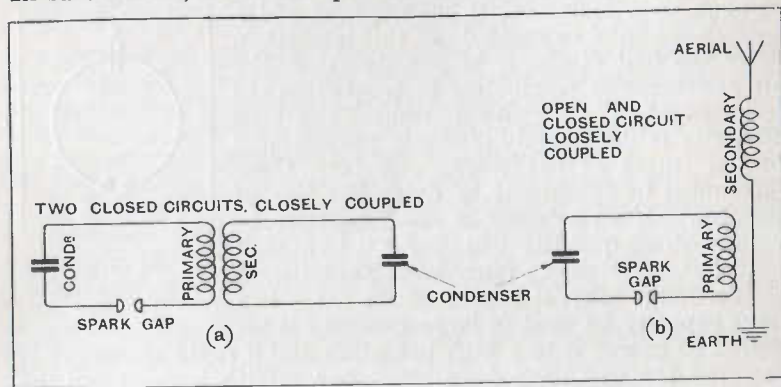 AERIAL
OPEN AND
CLOSED CIRCUIT
LOOSELY
COUPLED
SECONDARY
TWO CLOSED CIRCUITS. CLOSELY COUPLED
CONDR
PRIMARY
SEC.
CONDENSER
SPARK
GAP
PRIMARY
SPARK GAP
(a)
(b)
EARTH